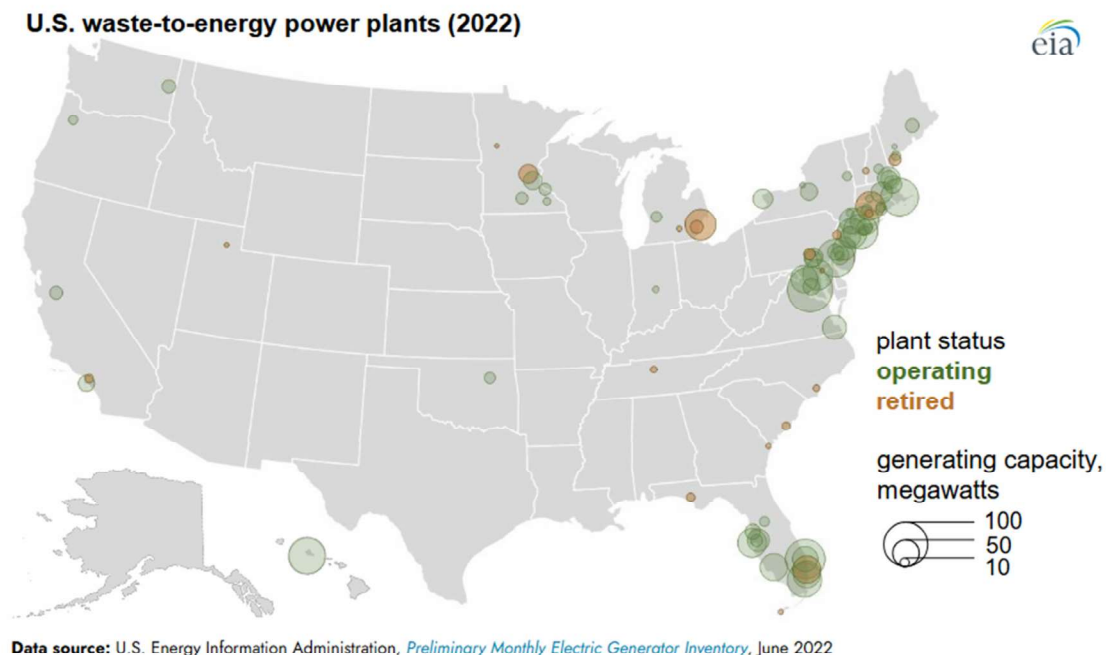 U.S. waste-to-energy power plants (2022)
eia
plant status
operating
retired
generating capacity,
megawatts
100
50
10
Data source: U.S. Energy Information Administration, Preliminary Monthly Electric Generator Inventory, June 2022